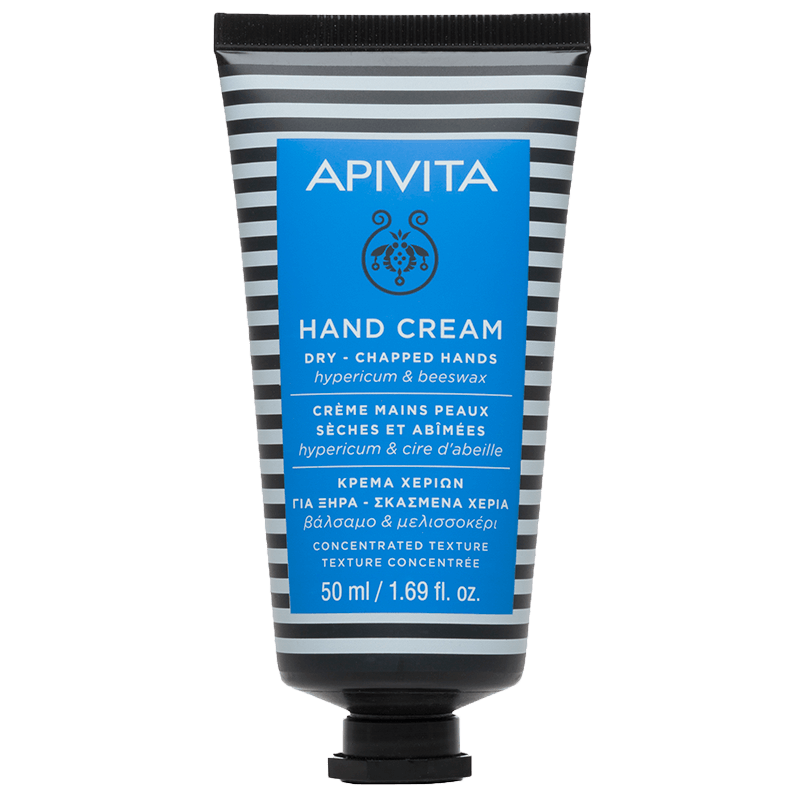 APIVITA
HAND CREAM
DRY - CHAPPED HANDS
hypericum & beeswax
CRÈME MAINS PEAUX
SÈCHES ET ABÎMÉES
hypericum & cire d'abeille
ΚΡΕΜΑ ΧΕΡΙΩΝ
ΓΙΑ ΞΗΡΑ - ΣΚΑΣΜΕΝΑ ΧΕΡΙΑ
βάλσαμο & μελισσοκέρι
CONCENTRATED TEXTURE
TEXTURE CONCENTRÉE
50 ml / 1.69 fl. oz.